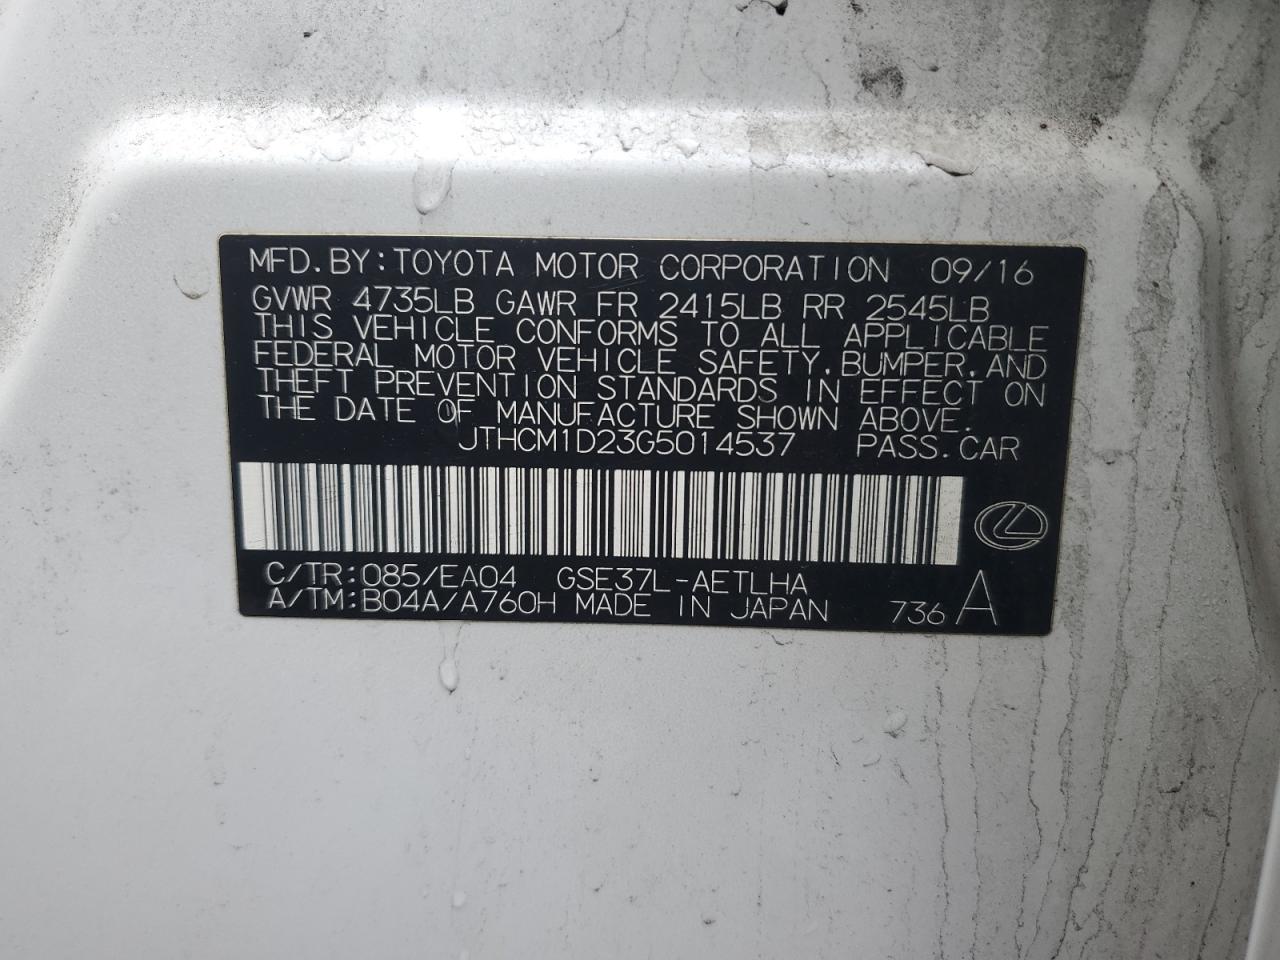 MFD.BY:TOYOTA MOTOR CORPORATION 09/16
GVWR 4735LB GAWR FR 2415LB RR 2545LB
THIS VEHICLE CONFORMS TO ALL APPLICABLE
FEDERAL MOTOR VEHICLE SAFETY,BUMPER,AND
THEFT PREVENTION STANDARDS IN EFFECT ON
THE DATE OF MANUFACTURE SHOWN ABOVE.
JTHCM1D23G5014537 PASS.CAR
C/TR:085/EA04 GSE37L-AETLHA
A/TM:B04A/A760H MADE IN JAPAN 736 A